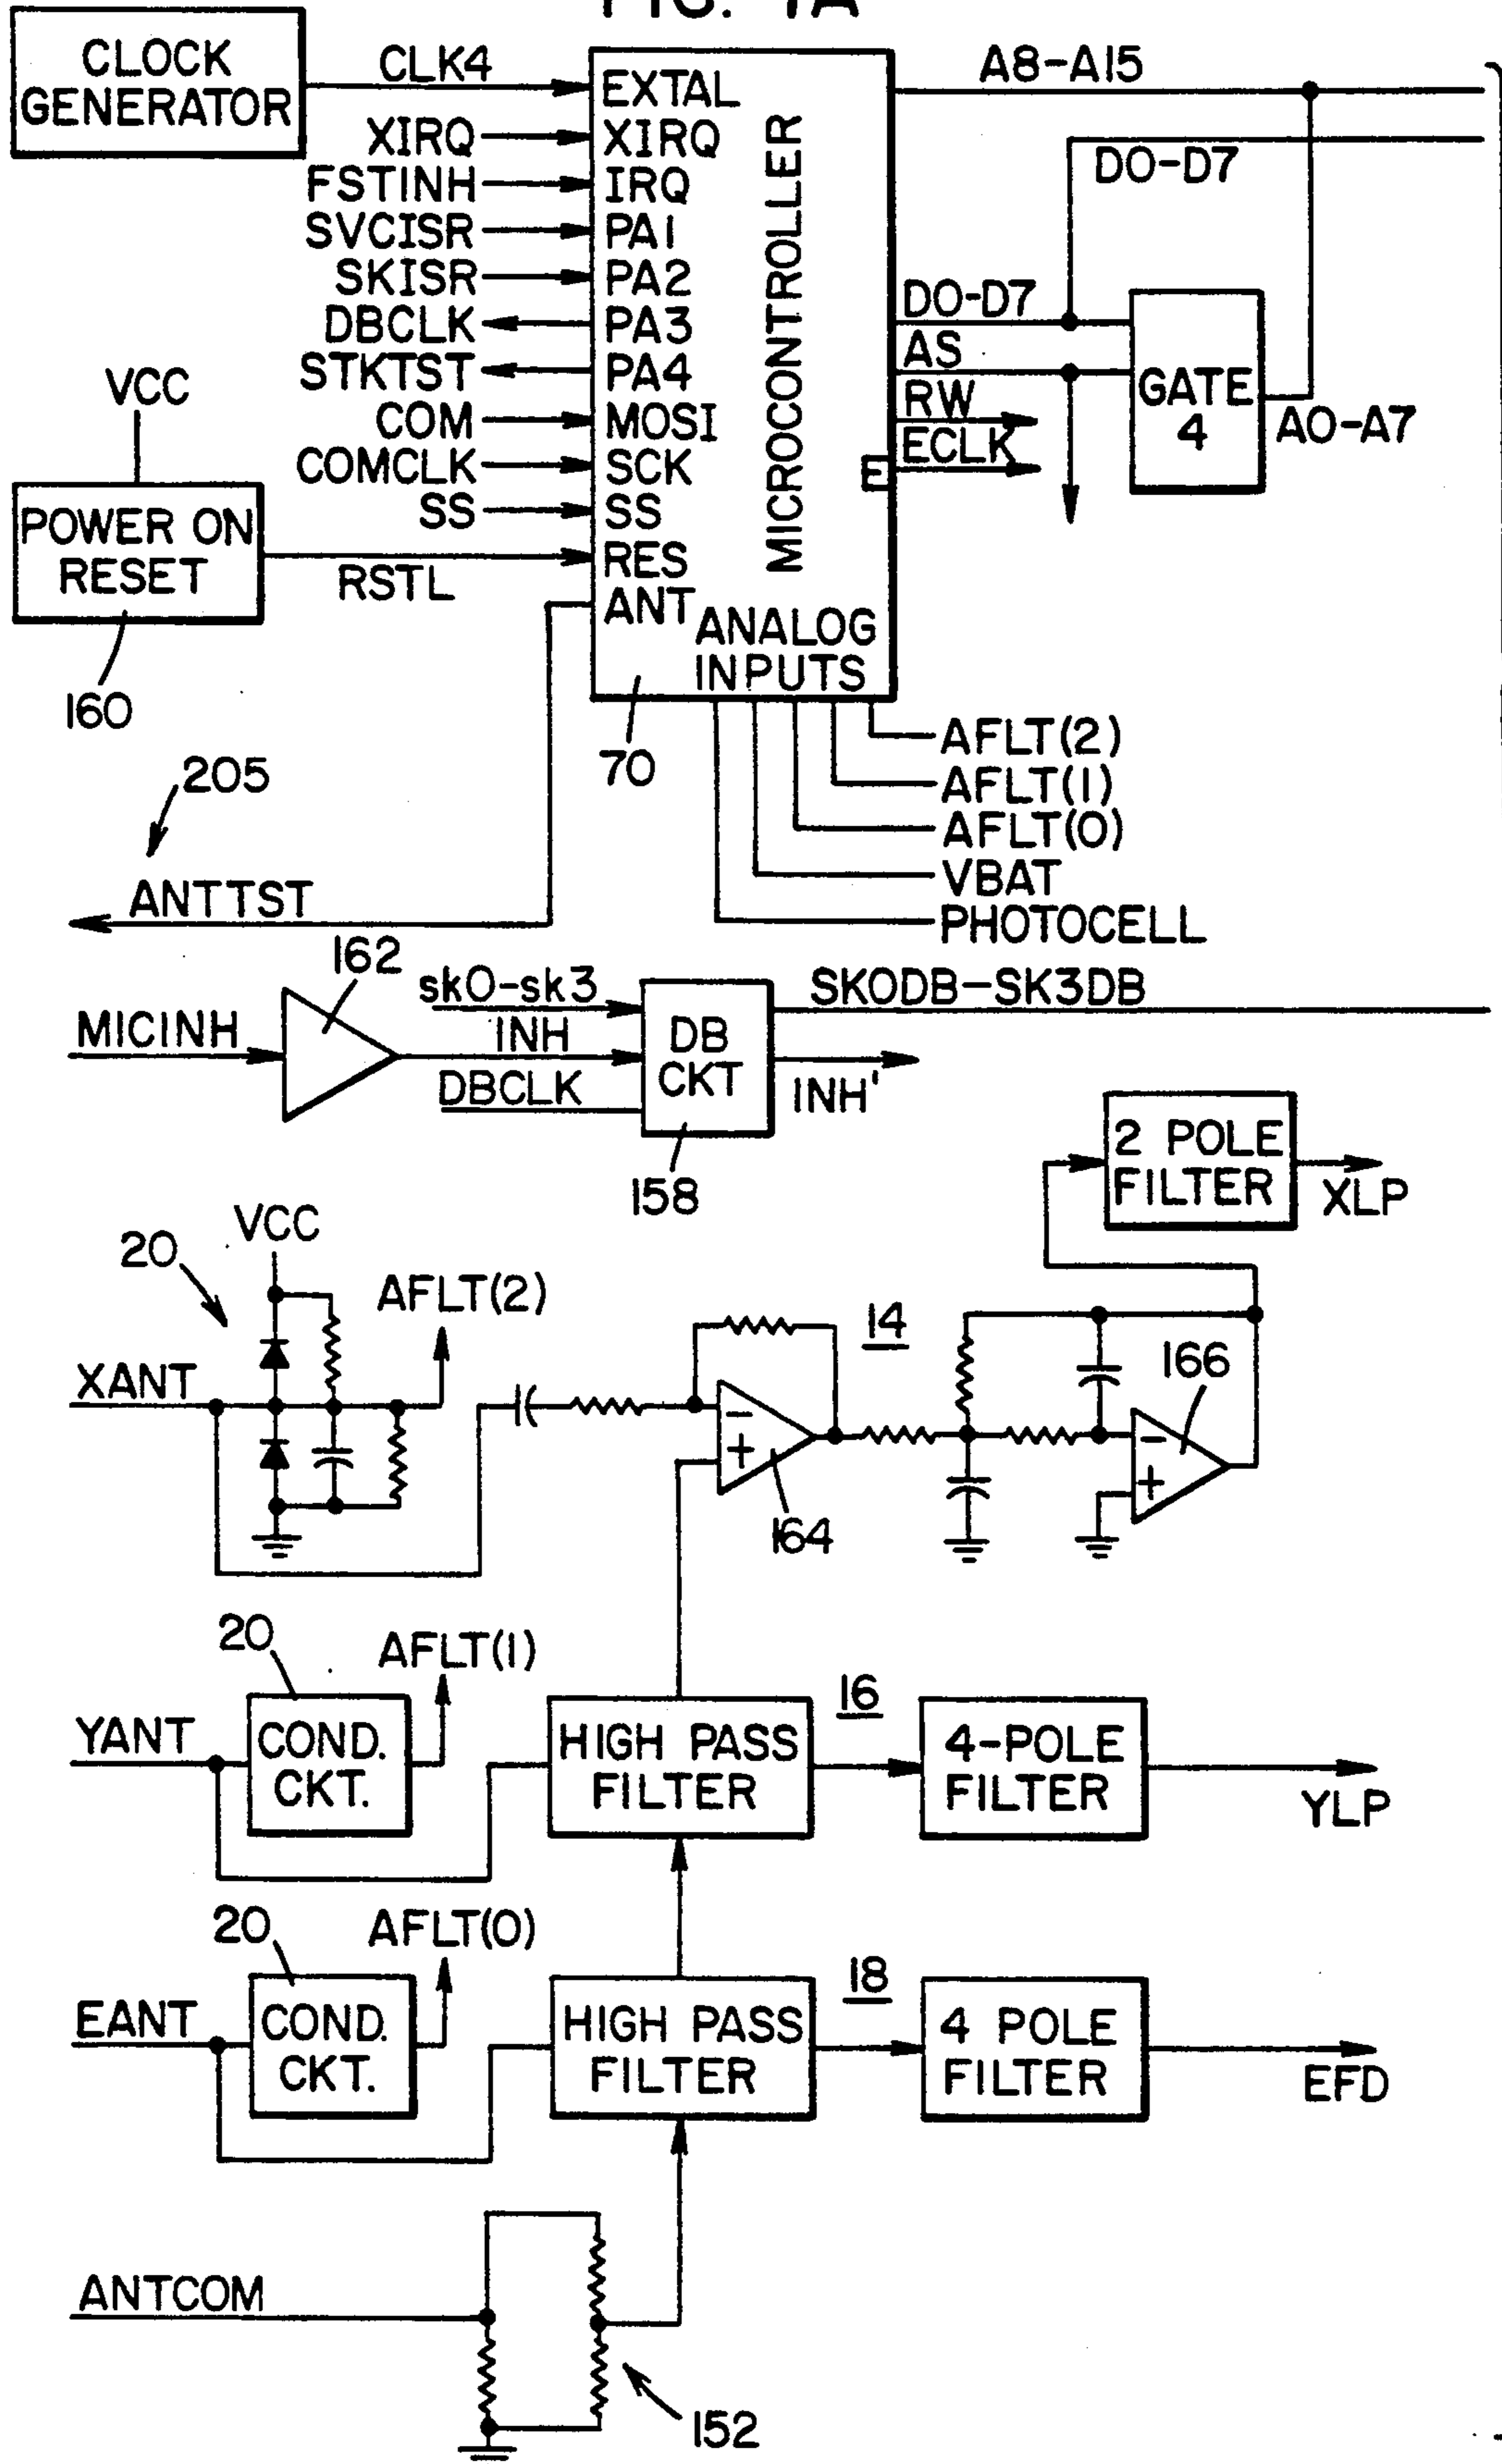 FIG. 4A
CLOCK
GENERATOR
CLK4
XIRQ
FSTINH
SVCISR
SKISR
DBCLK
STKTST
COM
COMCLK
SS
VCC
POWER ON
RESET
RSTL
160
EXTAL
XIRQ
IRQ
PA1
PA2
PA3
PA4
MOSI
SCK
SS
RES
ANT
MICROCONTROLLER
E
ANALOG
INPUTS
70
A8-A15
D0-D7
D0-D7
AS
RW
ECLK
GATE
4
A0-A7
AFLT(2)
AFLT(1)
AFLT(0)
VBAT
PHOTOCELL
205
ANTTST
162
MICINH
sk0-sk3
INH
DBCLK
DB
CKT
158
SK0DB-SK3DB
INH'
2 POLE
FILTER
XLP
20
VCC
AFLT(2)
XANT
14
-
+
164
166
-
+
20
AFLT(1)
YANT
COND.
CKT.
HIGH PASS
FILTER
16
4-POLE
FILTER
YLP
20
AFLT(0)
EANT
COND.
CKT.
HIGH PASS
FILTER
18
4 POLE
FILTER
EFD
ANTCOM
152